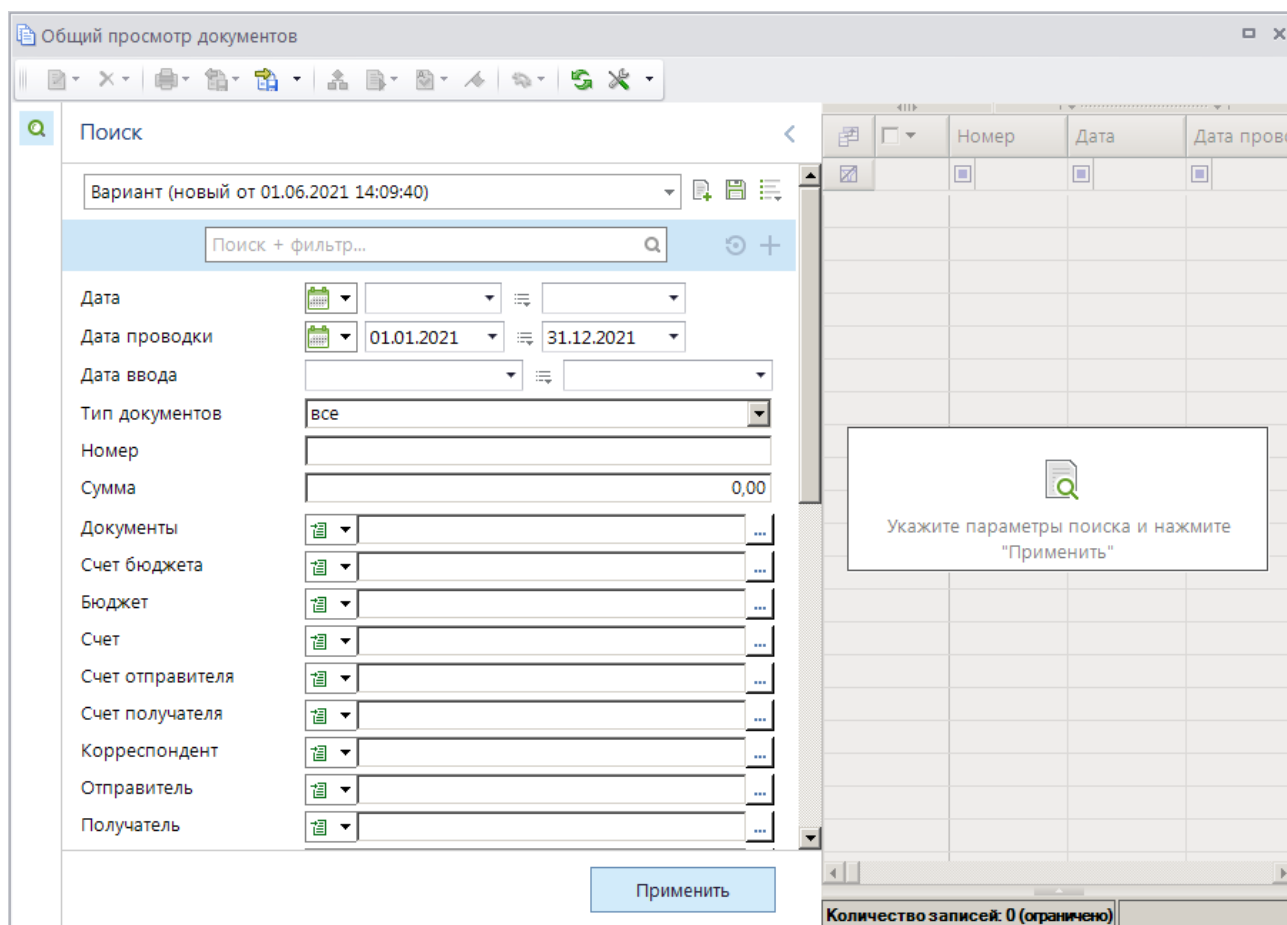 Общий просмотр документов
Поиск
Вариант (новый от 01.06.2021 14:09:40)
Поиск + фильтр...
Дата
Дата проводки 01.01.2021 31.12.2021
Дата ввода
Тип документов все
Номер
Сумма 0,00
Документы ...
Счет бюджета ...
Бюджет ...
Счет ...
Счет отправителя ...
Счет получателя ...
Корреспондент ...
Отправитель ...
Получатель ...
Применить
Номер Дата Дата прово
Укажите параметры поиска и нажмите
"Применить"
Количество записей: 0 (ограничено)